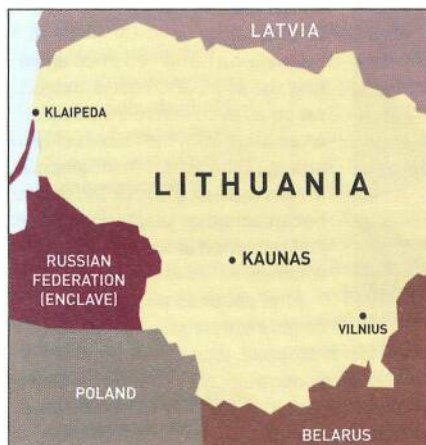 LATVIA
KLAIPEDA
LITHUANIA
RUSSIAN
FEDERATION
(ENCLAVE)
KAUNAS
VILNIUS
POLAND
BELARUS